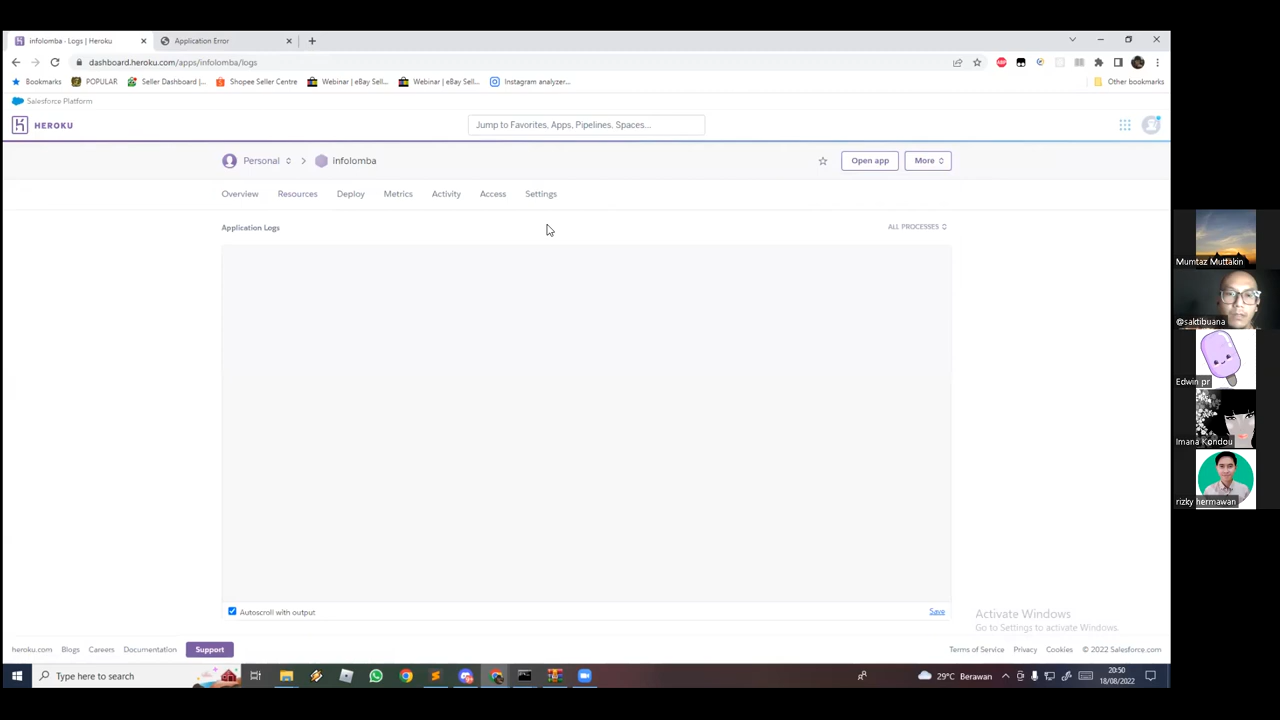 infolomba - Logs | Heroku
Application Error
dashboard.heroku.com/apps/infolomba/logs
Bookmarks
POPULAR
Seller Dashboard |...
Shopee Seller Centre
Webinar | eBay Sell...
Webinar | eBay Sell...
Instagram analyzer...
Other bookmarks
Salesforce Platform
HEROKU
Jump to Favorites, Apps, Pipelines, Spaces...
Personal
infolomba
Open app
More
Overview
Resources
Deploy
Metrics
Activity
Access
Settings
Application Logs
ALL PROCESSES
Autoscroll with output
Save
Activate Windows
Go to Settings to activate Windows.
heroku.com
Blogs
Careers
Documentation
Support
Terms of Service
Privacy
Cookies
© 2022 Salesforce.com
Type here to search
29°C Berawan
20:50
18/08/2022
Mumtaz Muttakin
@saktibuana
Edwin pr
Imana Kondou
rizky hermawan